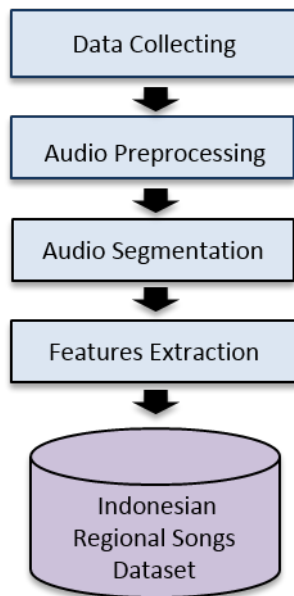 Data Collecting
Audio Preprocessing
Audio Segmentation
Features Extraction
Indonesian
Regional Songs
Dataset